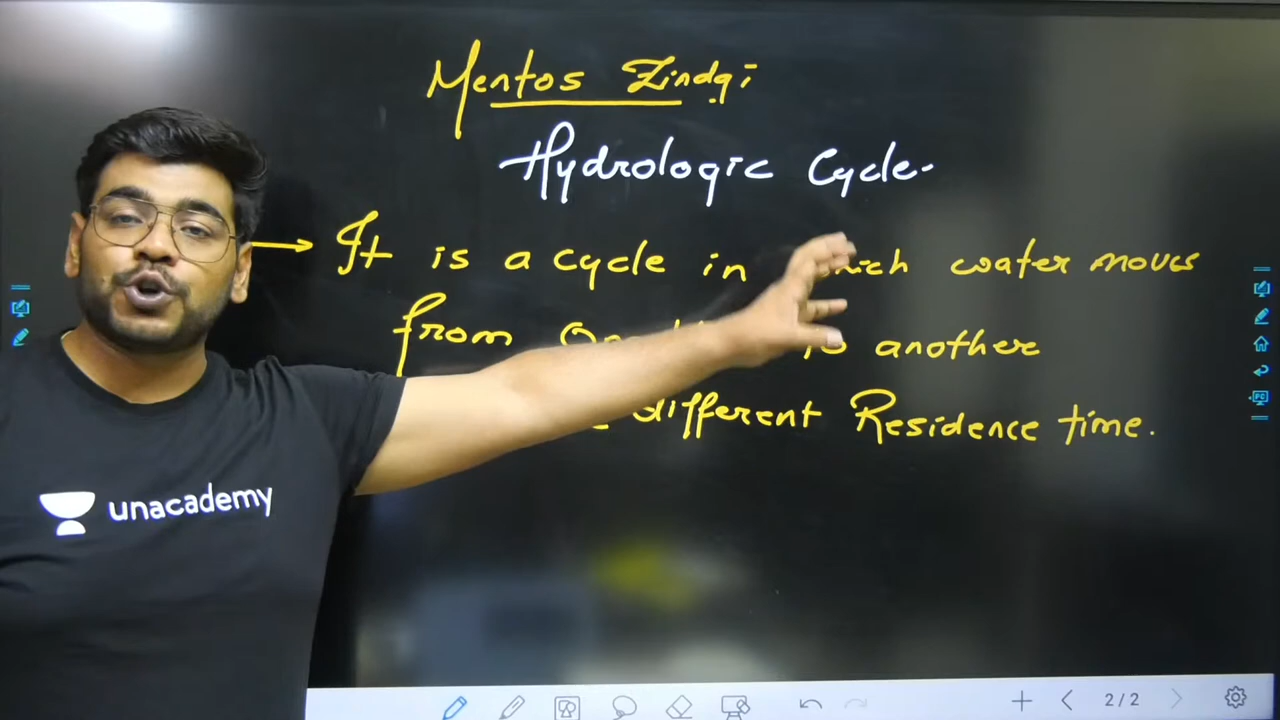 Mentos Zindgi
Hydrologic Cycle.
→ It is a cycle in which water moves
from to another
different Residence time.
unacademy
2/2